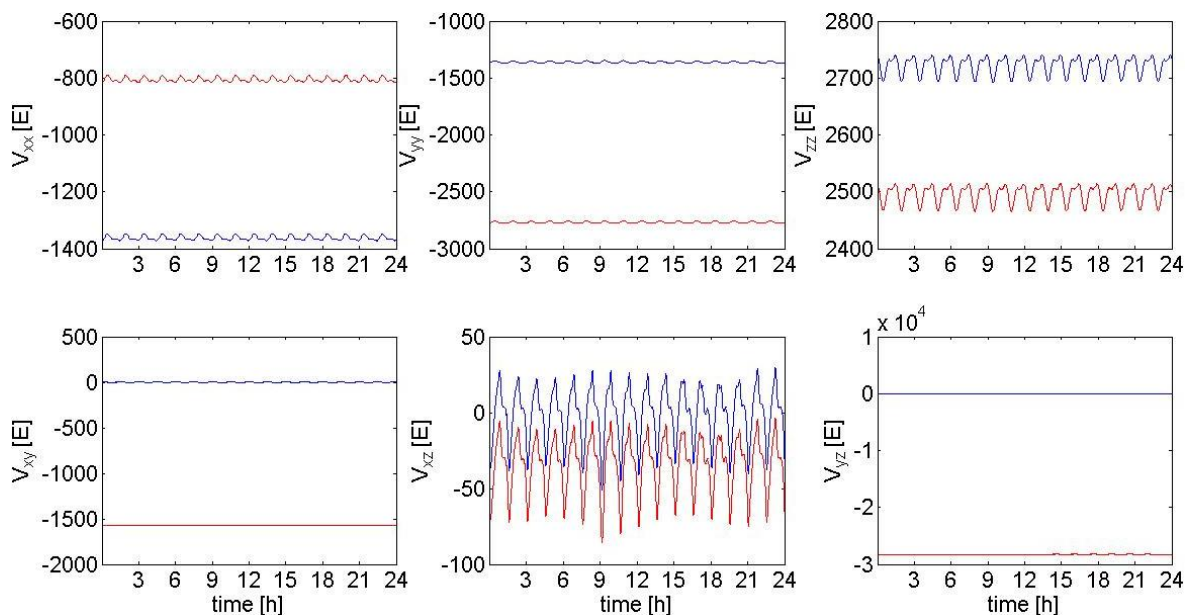 -600
-800
-1000
-1200
-1400
V_xx [E]
3 6 9 12 15 18 21 24
-1000
-1500
-2000
-2500
-3000
V_yy [E]
3 6 9 12 15 18 21 24
2800
2700
2600
2500
2400
V_zz [E]
3 6 9 12 15 18 21 24
500
0
-500
-1000
-1500
-2000
V_xy [E]
3 6 9 12 15 18 21 24
time [h]
50
0
-50
-100
V_xz [E]
3 6 9 12 15 18 21 24
time [h]
x 10^4
1
0
-1
-2
-3
V_yz [E]
3 6 9 12 15 18 21 24
time [h]